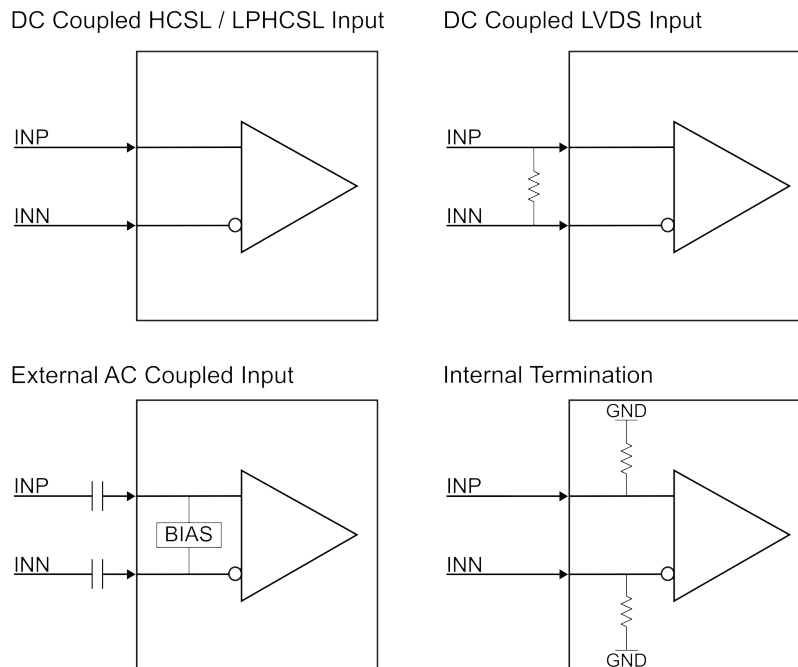 DC Coupled HCSL / LPHCSL Input
INP
INN
DC Coupled LVDS Input
INP
INN
External AC Coupled Input
INP
BIAS
INN
Internal Termination
GND
INP
INN
GND